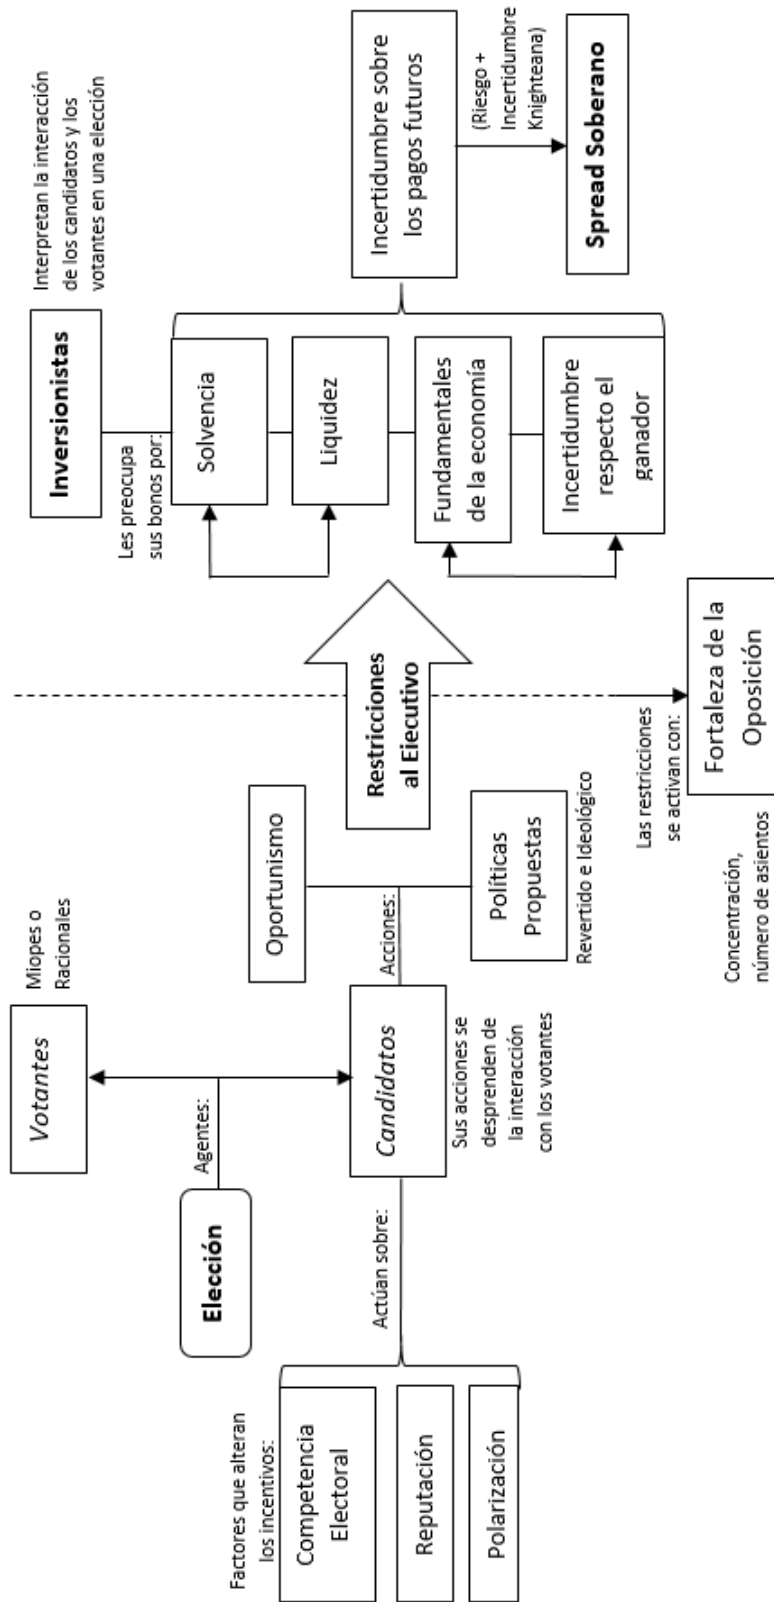 Factores que alteran
los incentivos:
Competencia
Electoral
Reputación
Polarización
Actúan sobre:
Elección
Agentes:
Votantes
Miopes o
Racionales
Candidatos
Sus acciones se
desprenden de
la interacción
con los votantes
Acciones:
Oportunismo
Políticas
Propuestas
Revertido e Ideológico
Restricciones
al Ejecutivo
Las restricciones
se activan con:
Fortaleza de la
Oposición
Concentración,
número de asientos
Inversionistas
Interpretan la interacción
de los candidatos y los
votantes en una elección
Les preocupa
sus bonos por:
Solvencia
Liquidez
Fundamentales
de la economía
Incertidumbre
respecto el
ganador
Incertidumbre sobre
los pagos futuros
(Riesgo +
Incertidumbre
Knighteana)
Spread Soberano